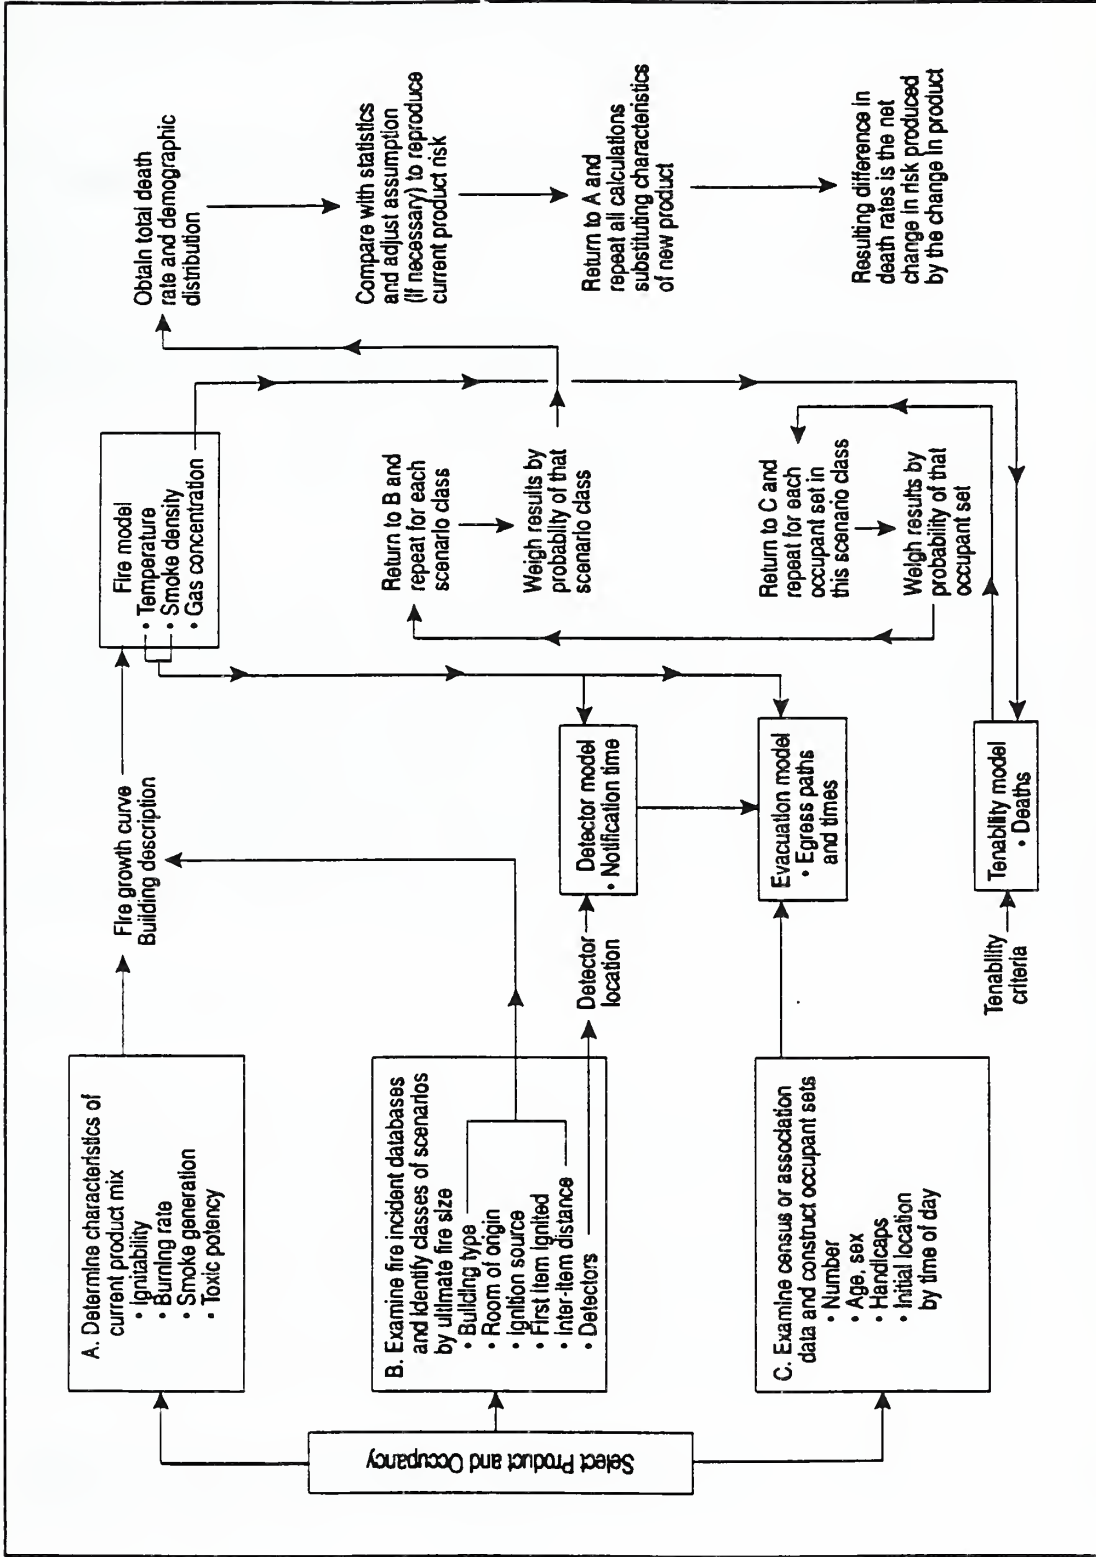 Select Product and Occupancy
A. Determine characteristics of
current product mix
• Ignitability
• Burning rate
• Smoke generation
• Toxic potency
B. Examine fire incident databases
and identify classes of scenarios
by ultimate fire size
• Building type
• Room of origin
• Ignition source
• First item ignited
• Inter-item distance
• Detectors
C. Examine census or association
data and construct occupant sets
• Number
• Age, sex
• Handicaps
• Initial location
by time of day
Fire growth curve
Building description
Detector
location
Tenability
criteria
Fire model
• Temperature
• Smoke density
• Gas concentration
Detector model
• Notification time
Evacuation model
• Egress paths
and times
Tenability model
• Deaths
Return to B and
repeat for each
scenario class
Weigh results by
probability of that
scenario class
Return to C and
repeat for each
occupant set in
this scenario class
Weigh results by
probability of that
occupant set
Obtain total death
rate and demographic
distribution
Compare with statistics
and adjust assumption
(if necessary) to reproduce
current product risk
Return to A and
repeat all calculations
substituting characteristics
of new product
Resulting difference in
death rates is the net
change in risk produced
by the change in product